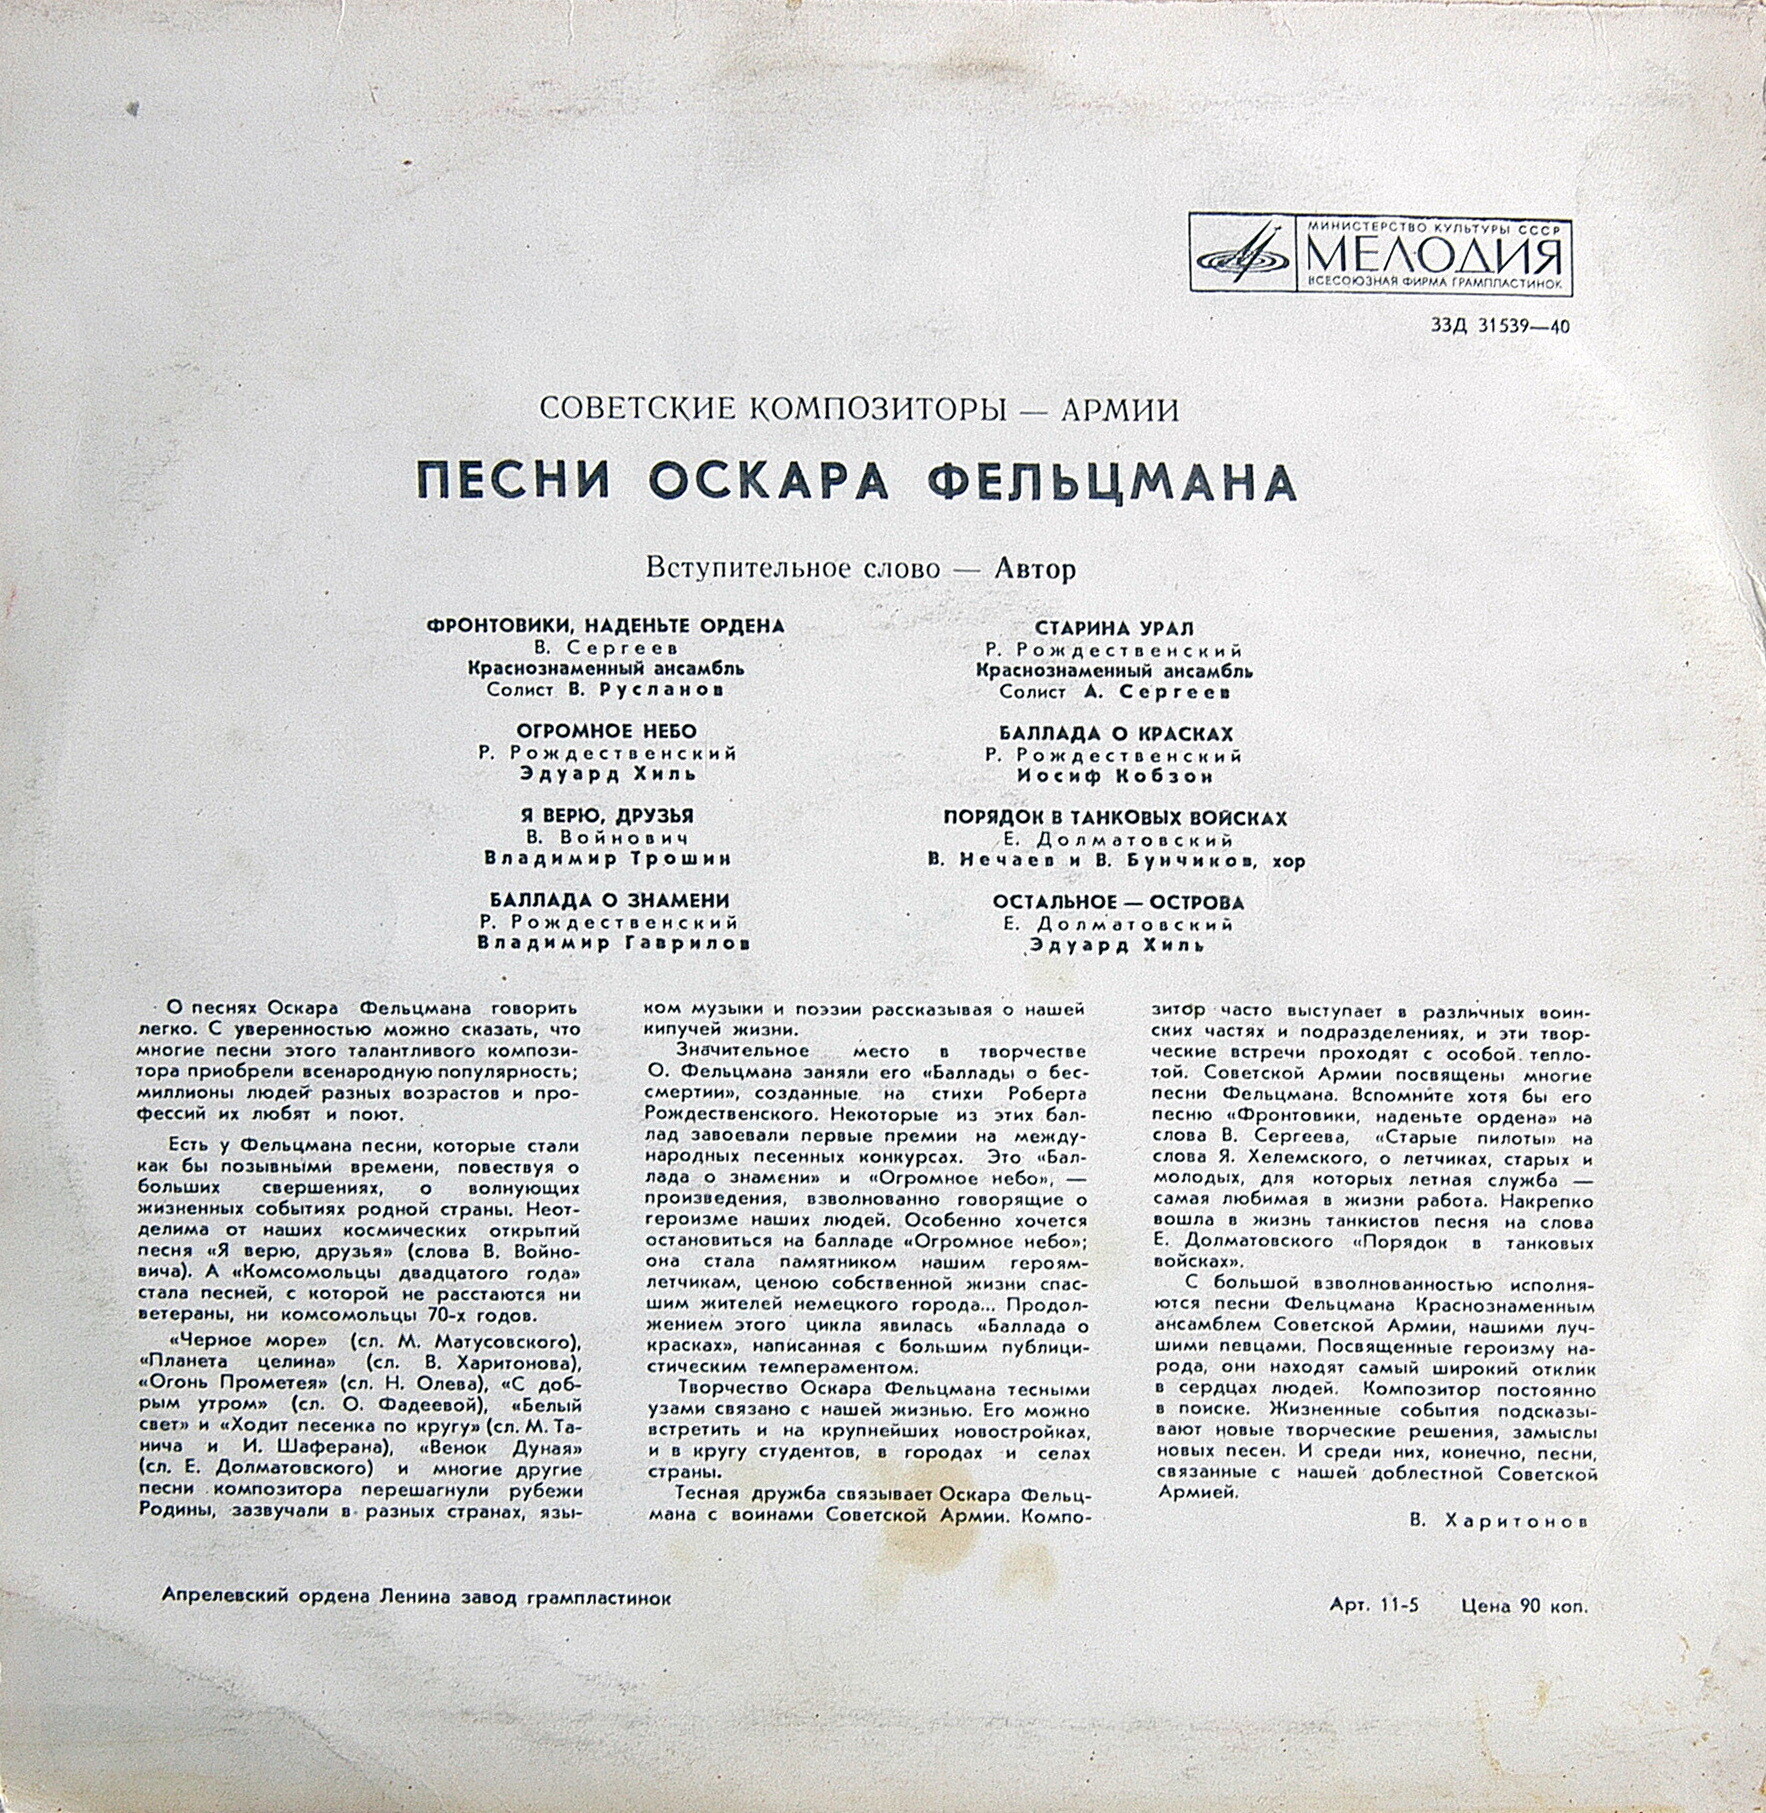 МИНИСТЕРСТВО КУЛЬТУРЫ СССР
МЕЛОДИЯ
ВСЕСОЮЗНАЯ ФИРМА ГРАМПЛАСТИНОК
33Д 31539—40
СОВЕТСКИЕ КОМПОЗИТОРЫ — АРМИИ
ПЕСНИ ОСКАРА ФЕЛЬЦМАНА
Вступительное слово — Автор
ФРОНТОВИКИ, НАДЕНЬТЕ ОРДЕНА
В. Сергеев
Краснознаменный ансамбль
Солист В. Русланов
ОГРОМНОЕ НЕБО
Р. Рождественский
Эдуард Хиль
Я ВЕРЮ, ДРУЗЬЯ
В. Войнович
Владимир Трошин
БАЛЛАДА О ЗНАМЕНИ
Р. Рождественский
Владимир Гаврилов
СТАРИНА УРАЛ
Р. Рождественский
Краснознаменный ансамбль
Солист А. Сергеев
БАЛЛАДА О КРАСКАХ
Р. Рождественский
Иосиф Кобзон
ПОРЯДОК В ТАНКОВЫХ ВОЙСКАХ
Е. Долматовский
В. Нечаев и В. Бунчиков, хор
ОСТАЛЬНОЕ — ОСТРОВА
Е. Долматовский
Эдуард Хиль
О песнях Оскара Фельцмана говорить
легко. С уверенностью можно сказать, что
многие песни этого талантливого компози-
тора приобрели всенародную популярность;
миллионы людей разных возрастов и про-
фессий их любят и поют.
Есть у Фельцмана песни, которые стали
как бы позывными времени, повествуя о
больших свершениях, о волнующих
жизненных событиях родной страны. Неот-
делима от наших космических открытий
песня «Я верю, друзья» (слова В. Войно-
вича). А «Комсомольцы двадцатого года»
стала песней, с которой не расстаются ни
ветераны, ни комсомольцы 70-х годов.
«Черное море» (сл. М. Матусовского),
«Планета целина» (сл. В. Харитонова),
«Огонь Прометея» (сл. Н. Олева), «С доб-
рым утром» (сл. О. Фадеевой), «Белый
свет» и «Ходит песенка по кругу» (сл. М. Та-
нича и И. Шаферана), «Венок Дуная»
(сл. Е. Долматовского) и многие другие
песни композитора перешагнули рубежи
Родины, зазвучали в разных странах, язы-
ком музыки и поэзии рассказывая о нашей
кипучей жизни.
Значительное место в творчестве
О. Фельцмана заняли его «Баллады о бес-
смертии», созданные на стихи Роберта
Рождественского. Некоторые из этих бал-
лад завоевали первые премии на между-
народных песенных конкурсах. Это «Бал-
лада о знамени» и «Огромное небо», —
произведения, взволнованно говорящие о
героизме наших людей. Особенно хочется
остановиться на балладе «Огромное небо»;
она стала памятником нашим героям-
летчикам, ценою собственной жизни спас-
шим жителей немецкого города... Продол-
жением этого цикла явилась «Баллада о
красках», написанная с большим публици-
стическим темпераментом.
Творчество Оскара Фельцмана тесными
узами связано с нашей жизнью. Его можно
встретить и на крупнейших новостройках,
и в кругу студентов, в городах и селах
страны.
Тесная дружба связывает Оскара Фельц-
мана с воинами Советской Армии. Компо-
зитор часто выступает в различных воин-
ских частях и подразделениях, и эти твор-
ческие встречи проходят с особой тепло-
той. Советской Армии посвящены многие
песни Фельцмана. Вспомните хотя бы его
песню «Фронтовики, наденьте ордена» на
слова В. Сергеева, «Старые пилоты» на
слова Я. Хелемского, о летчиках, старых и
молодых, для которых летная служба —
самая любимая в жизни работа. Накрепко
вошла в жизнь танкистов песня на слова
Е. Долматовского «Порядок в танковых
войсках».
С большой взволнованностью исполня-
ются песни Фельцмана Краснознаменным
ансамблем Советской Армии, нашими луч-
шими певцами. Посвященные героизму на-
рода, они находят самый широкий отклик
в сердцах людей. Композитор постоянно
в поиске. Жизненные события подсказы-
вают новые творческие решения, замыслы
новых песен. И среди них, конечно, песни,
связанные с нашей доблестной Советской
Армией.
В. Харитонов
Апрелевский ордена Ленина завод грампластинок
Арт. 11-5 Цена 90 коп.